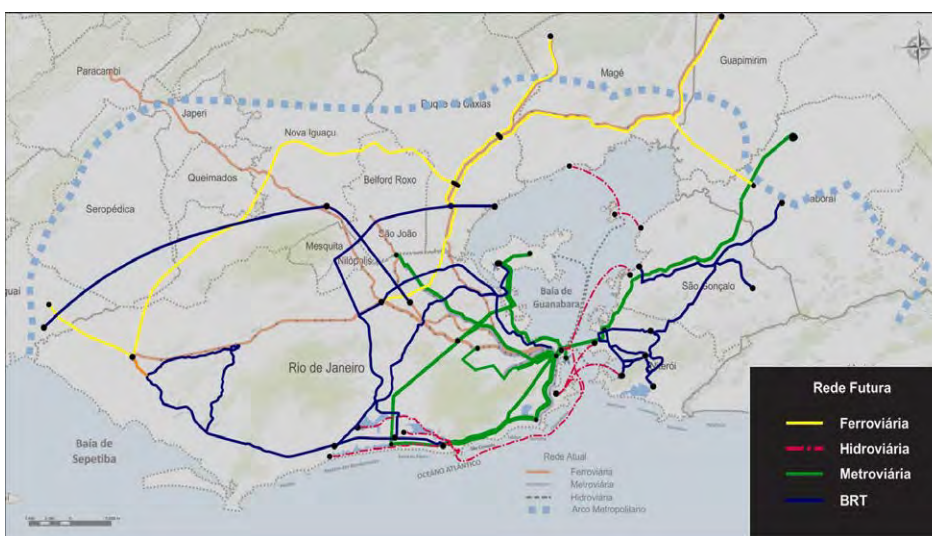 Guapimirim
Magé
Paracambi
Duque de Caxias
Japeri
Nova Iguaçu
Queimados
Belford Roxo
Seropédica
São João
Mesquita
Nilópolis
Itaboraí
Baía de
Guanabara
São Gonçalo
Rio de Janeiro
Niterói
Baía de
Sepetiba
OCEANO ATLÂNTICO
Rede Atual
Ferroviária
Metroviária
Hidroviária
Arco Metropolitano
Rede Futura
Ferroviária
Hidroviária
Metroviária
BRT